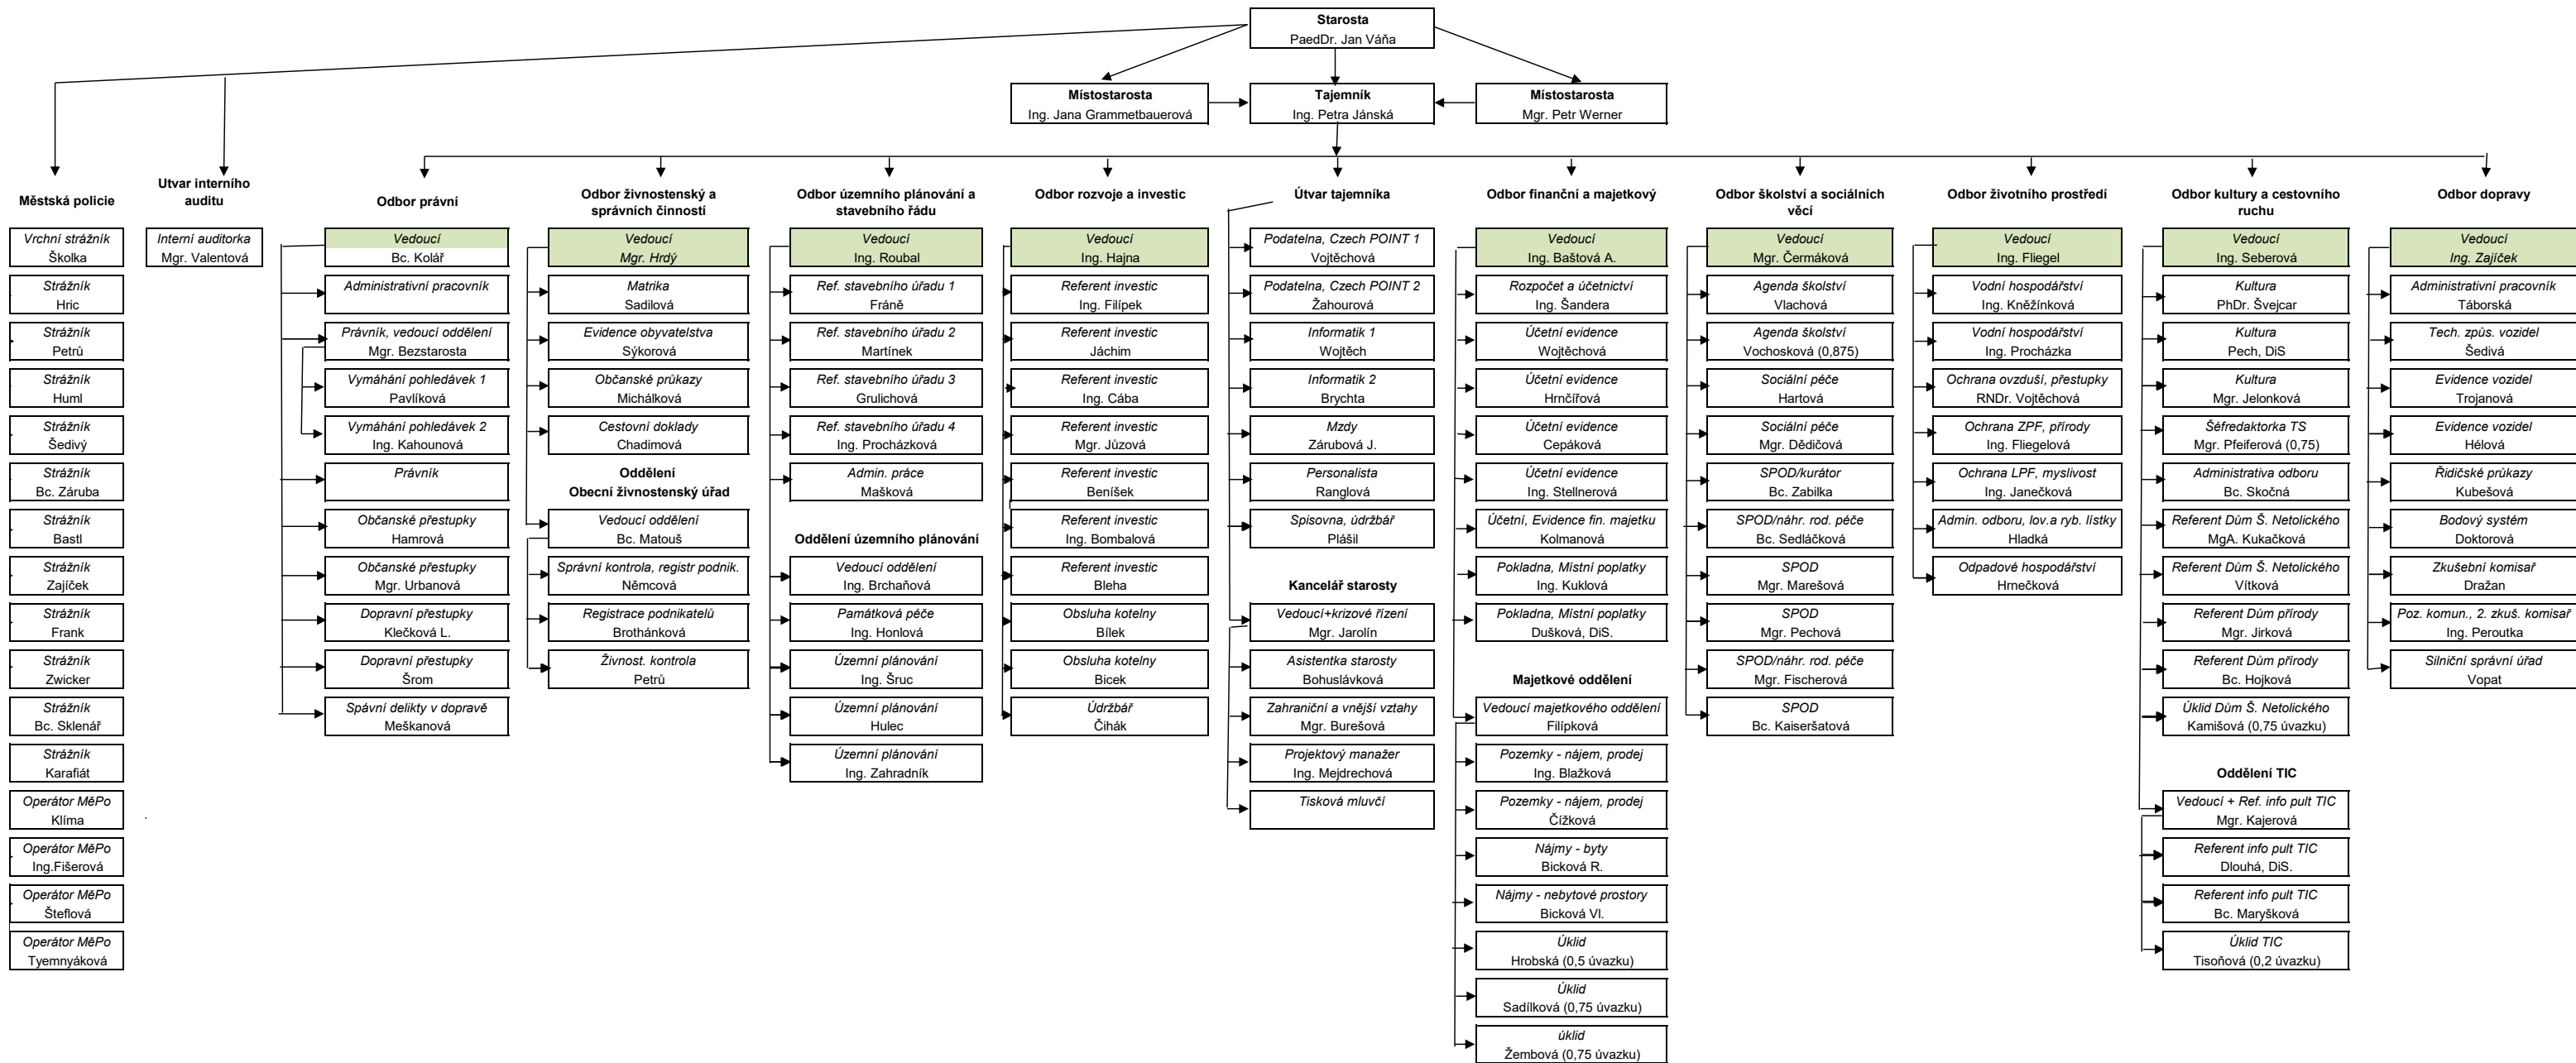 Starosta
PaedDr. Jan Váňa
Místostarosta
Ing. Jana Grammetbauerová
Tajemník
Ing. Petra Jánská
Místostarosta
Mgr. Petr Werner
Městská policie
Vrchní strážník
Školka
Strážník
Hric
Strážník
Petrů
Strážník
Huml
Strážník
Šedivý
Strážník
Bc. Záruba
Strážník
Bastl
Strážník
Zajíček
Strážník
Frank
Strážník
Zwicker
Strážník
Bc. Sklenář
Strážník
Karafiát
Operátor MěPo
Klíma
Operátor MěPo
Ing.Fišerová
Operátor MěPo
Šteflová
Operátor MěPo
Tyemnyáková
Utvar interního
auditu
Interní auditorka
Mgr. Valentová
Odbor právní
Vedoucí
Bc. Kolář
Administrativní pracovník
Právník, vedoucí oddělení
Mgr. Bezstarosta
Vymáhání pohledávek 1
Pavlíková
Vymáhání pohledávek 2
Ing. Kahounová
Právník
Občanské přestupky
Hamrová
Občanské přestupky
Mgr. Urbanová
Dopravní přestupky
Klečková L.
Dopravní přestupky
Šrom
Spávní delikty v dopravě
Meškanová
Odbor živnostenský a
správních činností
Vedoucí
Mgr. Hrdý
Matrika
Sadilová
Evidence obyvatelstva
Sýkorová
Občanské průkazy
Michálková
Cestovní doklady
Chadimová
Oddělení
Obecní živnostenský úřad
Vedoucí oddělení
Bc. Matouš
Správní kontrola, registr podnik.
Němcová
Registrace podnikatelů
Brothánková
Živnost. kontrola
Petrů
Odbor územního plánování a
stavebního řádu
Vedoucí
Ing. Roubal
Ref. stavebního úřadu 1
Fráně
Ref. stavebního úřadu 2
Martínek
Ref. stavebního úřadu 3
Grulichová
Ref. stavebního úřadu 4
Ing. Procházková
Admin. práce
Mašková
Oddělení územního plánování
Vedoucí oddělení
Ing. Brchaňová
Památková péče
Ing. Honlová
Územní plánování
Ing. Šruc
Územní plánování
Hulec
Územní plánování
Ing. Zahradník
Odbor rozvoje a investic
Vedoucí
Ing. Hajna
Referent investic
Ing. Filípek
Referent investic
Jáchim
Referent investic
Ing. Cába
Referent investic
Mgr. Jůzová
Referent investic
Beníšek
Referent investic
Ing. Bombalová
Referent investic
Bleha
Obsluha kotelny
Bílek
Obsluha kotelny
Bicek
Údržbář
Čihák
Útvar tajemníka
Podatelna, Czech POINT 1
Vojtěchová
Podatelna, Czech POINT 2
Žahourová
Informatik 1
Wojtěch
Informatik 2
Brychta
Mzdy
Zárubová J.
Personalista
Ranglová
Spisovna, údržbář
Plášil
Kancelář starosty
Vedoucí+krizové řízení
Mgr. Jarolín
Asistentka starosty
Bohuslávková
Zahraniční a vnější vztahy
Mgr. Burešová
Projektový manažer
Ing. Mejdrechová
Tisková mluvčí
Odbor finanční a majetkový
Vedoucí
Ing. Baštová A.
Rozpočet a účetnictví
Ing. Šandera
Účetní evidence
Wojtěchová
Účetní evidence
Hrnčířová
Účetní evidence
Cepáková
Účetní evidence
Ing. Stellnerová
Účetní, Evidence fin. majetku
Kolmanová
Pokladna, Místní poplatky
Ing. Kuklová
Pokladna, Místní poplatky
Dušková, DiS.
Majetkové oddělení
Vedoucí majetkového oddělení
Filípková
Pozemky - nájem, prodej
Ing. Blažková
Pozemky - nájem, prodej
Čížková
Nájmy - byty
Bicková R.
Nájmy - nebytové prostory
Bicková Vl.
Úklid
Hrobská (0,5 úvazku)
Úklid
Sadílková (0,75 úvazku)
úklid
Žembová (0,75 úvazku)
Odbor školství a sociálních
věcí
Vedoucí
Mgr. Čermáková
Agenda školství
Vlachová
Agenda školství
Vochosková (0,875)
Sociální péče
Hartová
Sociální péče
Mgr. Dědičová
SPOD/kurátor
Bc. Zabilka
SPOD/náhr. rod. péče
Bc. Sedláčková
SPOD
Mgr. Marešová
SPOD
Mgr. Pechová
SPOD/náhr. rod. péče
Mgr. Fischerová
SPOD
Bc. Kaiseršatová
Odbor životního prostředí
Vedoucí
Ing. Fliegel
Vodní hospodářství
Ing. Kněžínková
Vodní hospodářství
Ing. Procházka
Ochrana ovzduší, přestupky
RNDr. Vojtěchová
Ochrana ZPF, přírody
Ing. Fliegelová
Ochrana LPF, myslivost
Ing. Janečková
Admin. odboru, lov.a ryb. lístky
Hladká
Odpadové hospodářství
Hrnečková
Odbor kultury a cestovního
ruchu
Vedoucí
Ing. Seberová
Kultura
PhDr. Švejcar
Kultura
Pech, DiS
Kultura
Mgr. Jelonková
Šéfredaktorka TS
Mgr. Pfeiferová (0,75)
Administrativa odboru
Bc. Skočná
Referent Dům Š. Netolického
MgA. Kukačková
Referent Dům Š. Netolického
Vítková
Referent Dům přírody
Mgr. Jirková
Referent Dům přírody
Bc. Hojková
Úklid Dům Š. Netolického
Kamišová (0,75 úvazku)
Oddělení TIC
Vedoucí + Ref. info pult TIC
Mgr. Kajerová
Referent info pult TIC
Dlouhá, DiS.
Referent info pult TIC
Bc. Maryšková
Úklid TIC
Tisoňová (0,2 úvazku)
Odbor dopravy
Vedoucí
Ing. Zajíček
Administrativní pracovník
Táborská
Tech. způs. vozidel
Šedivá
Evidence vozidel
Trojanová
Evidence vozidel
Hélová
Řidičské průkazy
Kubešová
Bodový systém
Doktorová
Zkušební komisař
Dražan
Poz. komun., 2. zkuš. komisař
Ing. Peroutka
Silniční správní úřad
Vopat